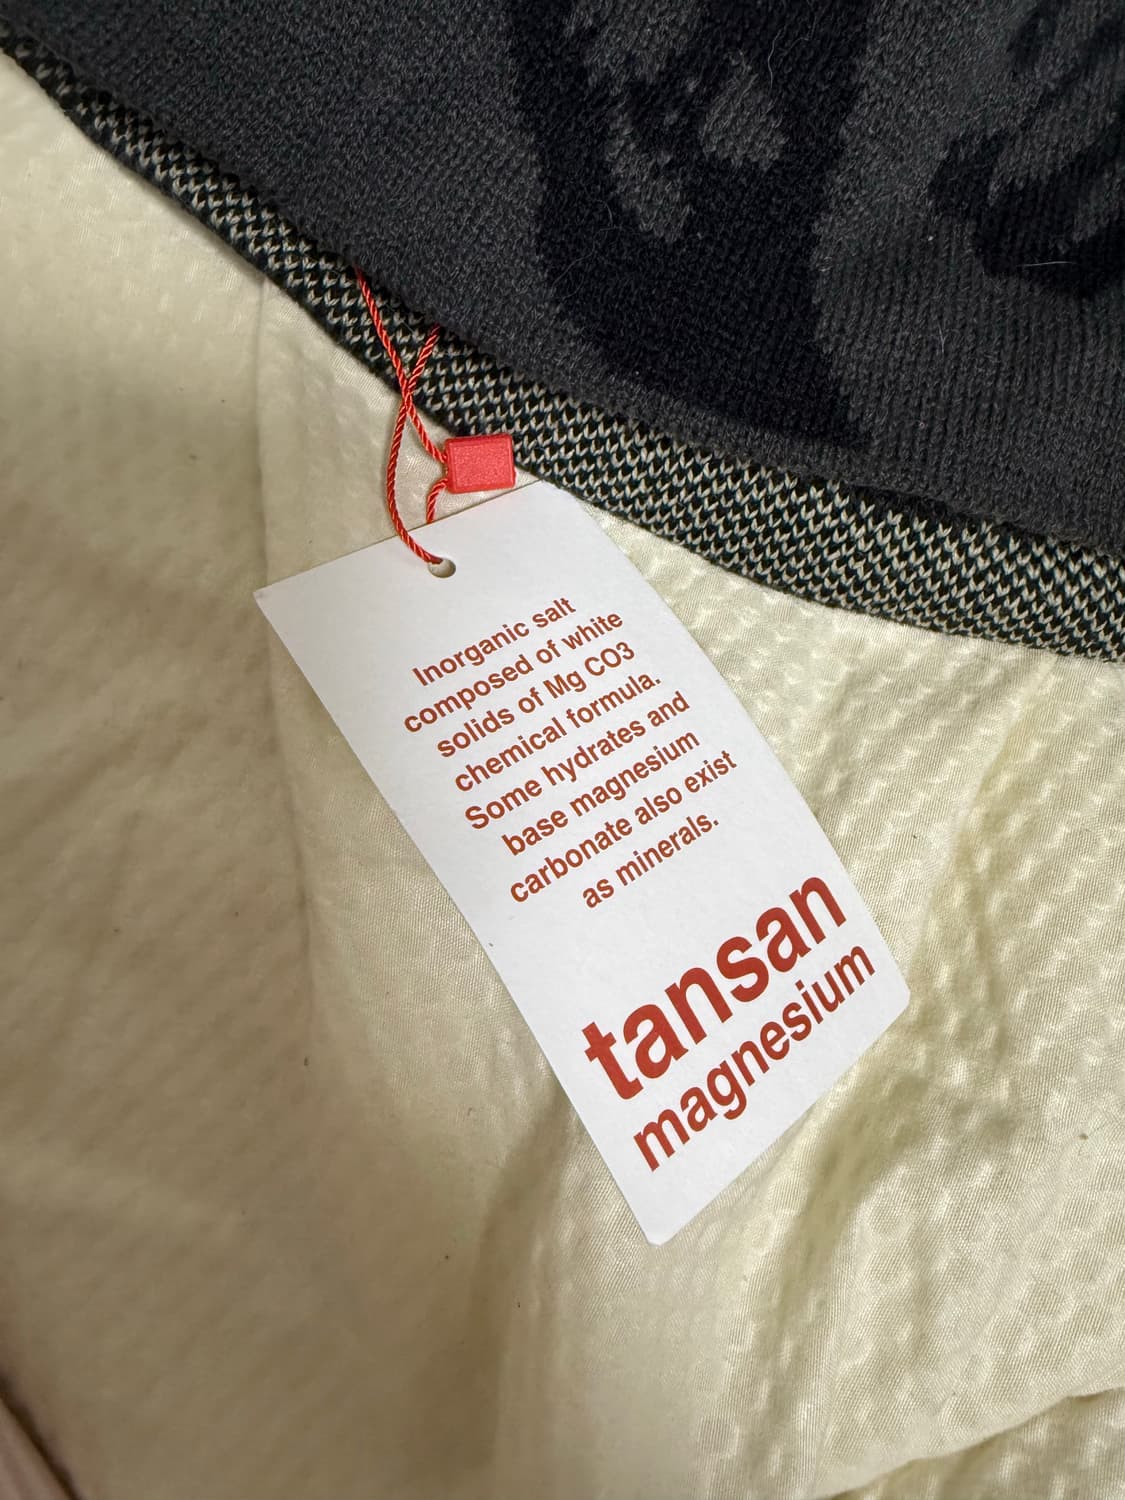 Inorganic salt
composed of white
solids of Mg CO3
chemical formula.
Some hydrates and
base magnesium
carbonate also exist
as minerals.
tansan
magnesium